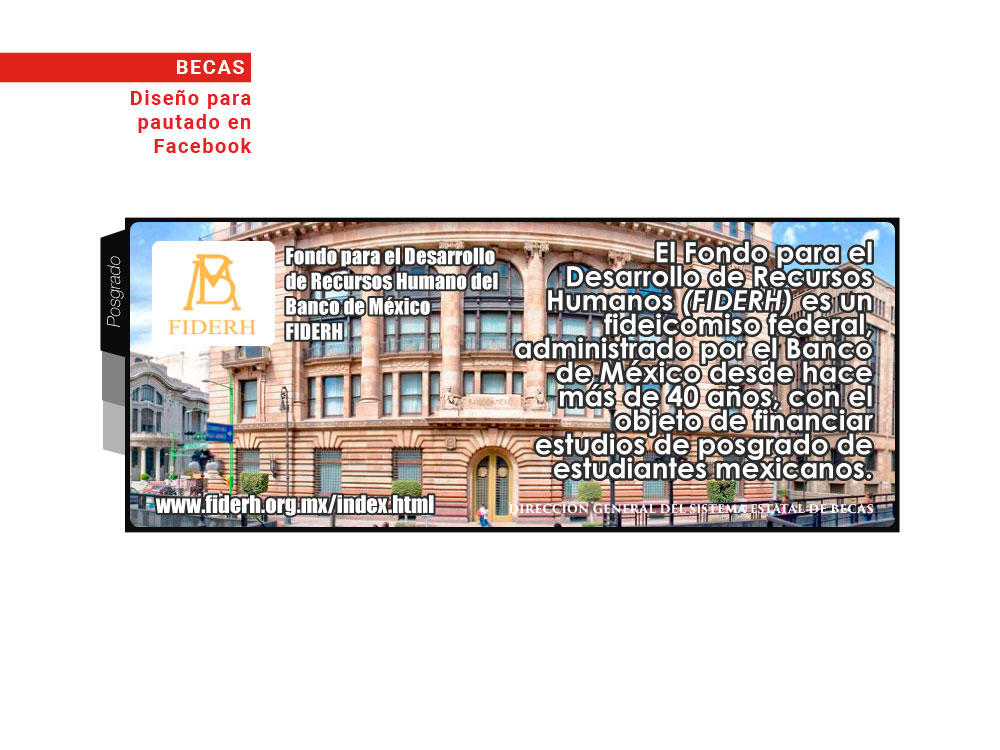 BECAS
Diseño para
pautado en
Facebook
Posgrado
FIDERH
Fondo para el Desarrollo
de Recursos Humano del
Banco de México
FIDERH
El Fondo para el
Desarrollo de Recursos
Humanos (FIDERH) es un
fideicomiso federal,
administrado por el Banco
de México desde hace
más de 40 años, con el
objeto de financiar
estudios de posgrado de
estudiantes mexicanos.
BANCO DE MEXICO
www.fiderh.org.mx/index.html
DIRECCIÓN GENERAL DEL SISTEMA ESTATAL DE BECAS